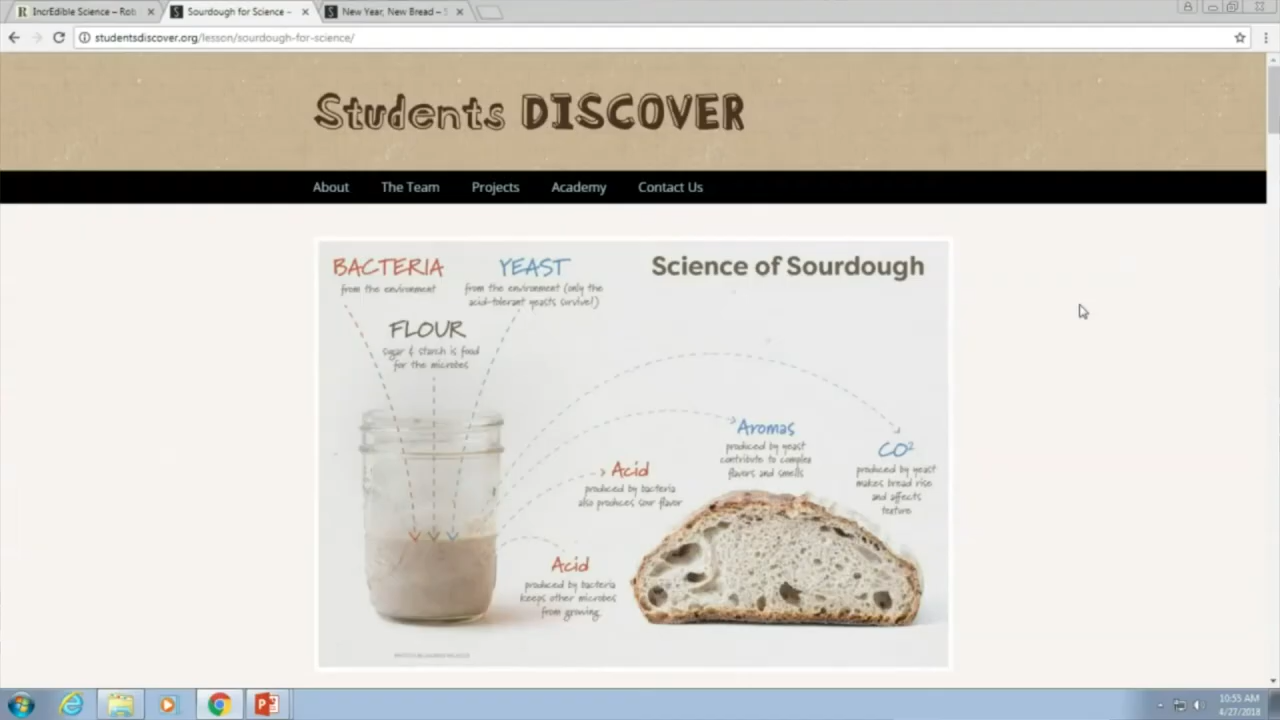 IncrEdible Science – Rob
Sourdough for Science –
New Year, New Bread – S
studentsdiscover.org/lesson/sourdough-for-science/
Students DISCOVER
About The Team Projects Academy Contact Us
Science of Sourdough
BACTERIA
from the environment
YEAST
from the environment (only the
acid-tolerant yeasts survive!)
FLOUR
sugar & starch is food
for the microbes
Aromas
produced by yeast
contribute to complex
flavors and smells
CO²
produced by yeast
makes bread rise
and affects
texture
Acid
produced by bacteria
also produces sour flavor
Acid
produced by bacteria
keeps other microbes
from growing.
10:55 AM
4/27/2018